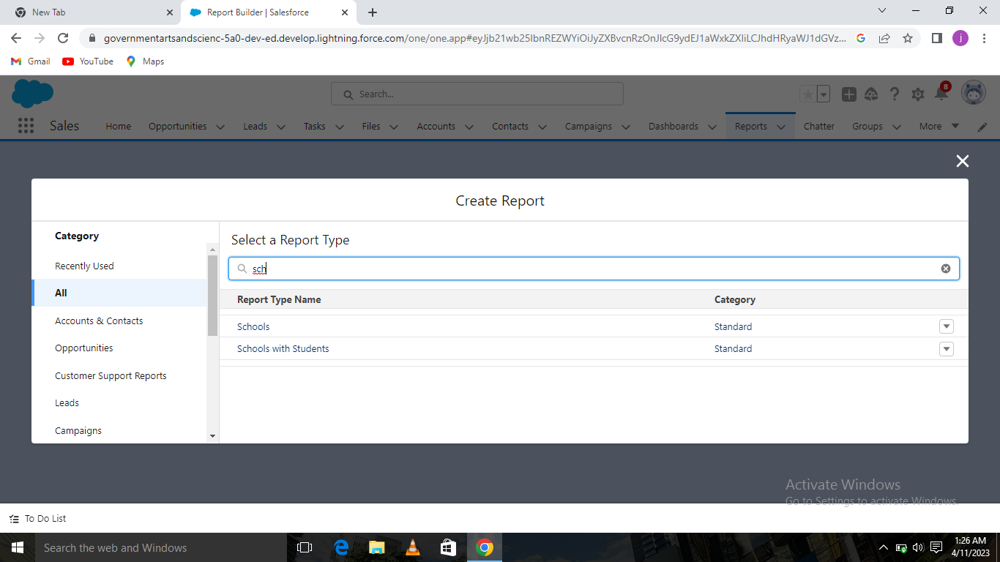 New Tab
Report Builder | Salesforce
governmentartsandscienc-5a0-dev-ed.develop.lightning.force.com/one/one.app#eyJjb21wb25lbnREZWYiOiJyZXBvcnRzOnJlcG9ydEJ1aWxkZXIiLCJhdHRyaWJ1dGVz...
j
Gmail YouTube Maps
Search...
8
Sales Home Opportunities Leads Tasks Files Accounts Contacts Campaigns Dashboards Reports Chatter Groups More
Create Report
Category
Recently Used
All
Accounts & Contacts
Opportunities
Customer Support Reports
Leads
Campaigns
Select a Report Type
sch
Report Type Name Category
Schools Standard
Schools with Students Standard
Activate Windows
Go to Settings to activate Windows.
To Do List
Search the web and Windows
1:26 AM
4/11/2023